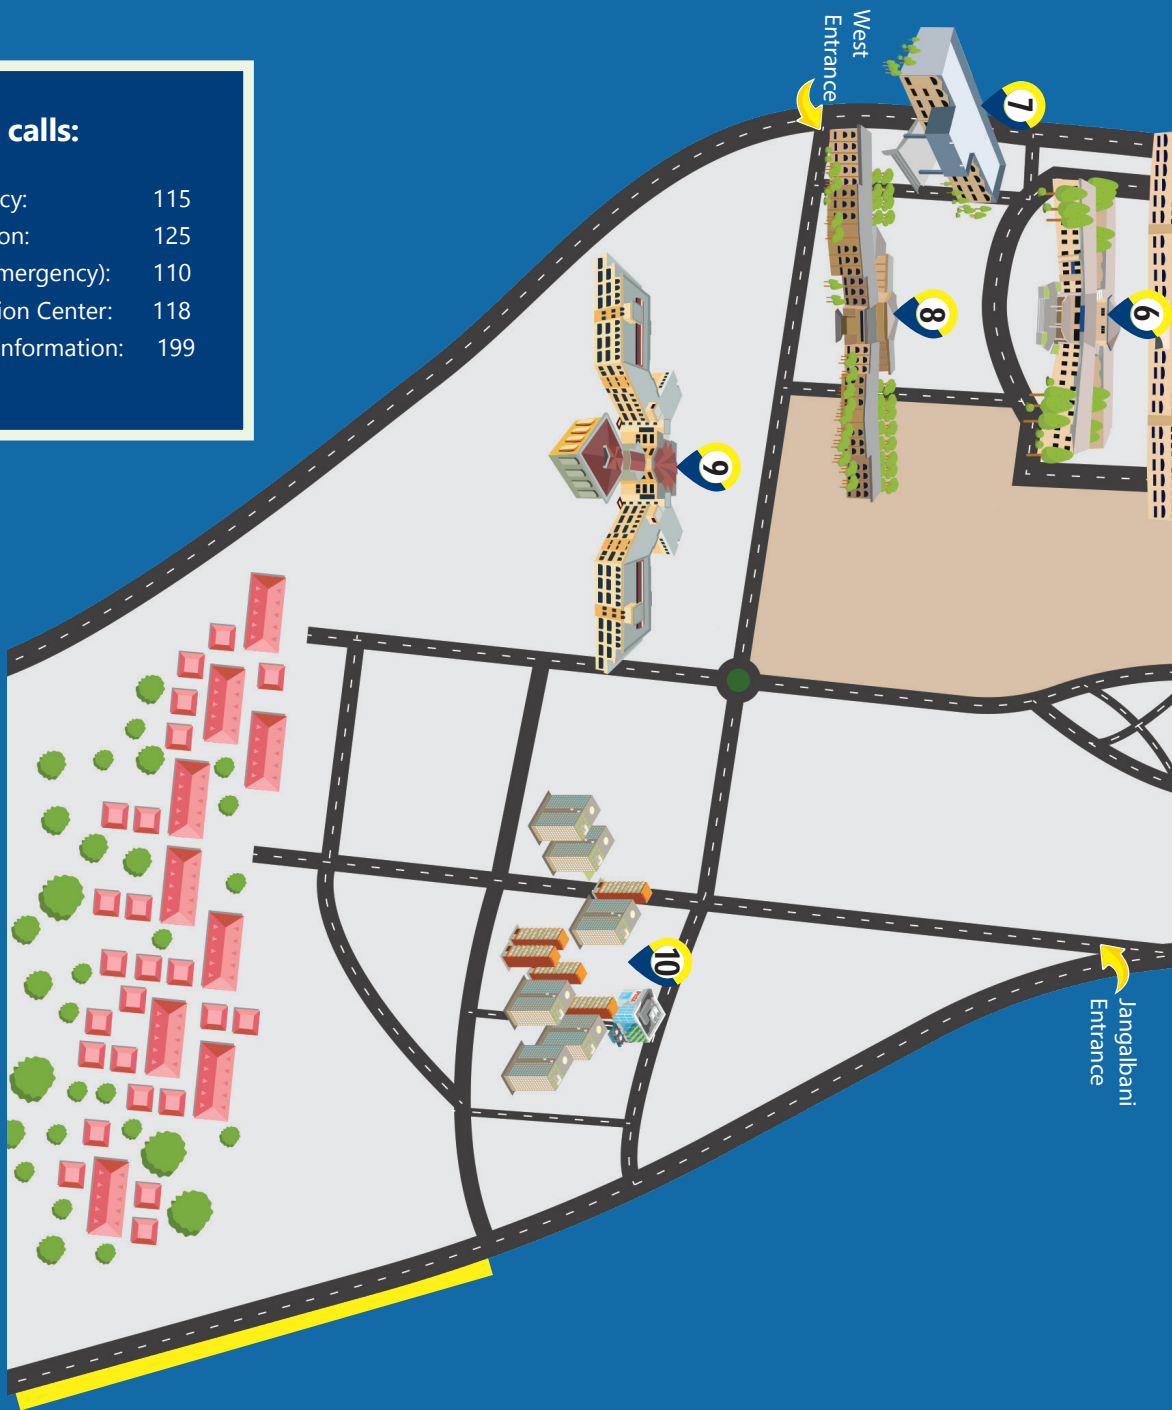 calls:
cy: 115
on: 125
mergency): 110
ion Center: 118
Information: 199
West
Entrance
7
6
8
9
10
Jangalbani
Entrance